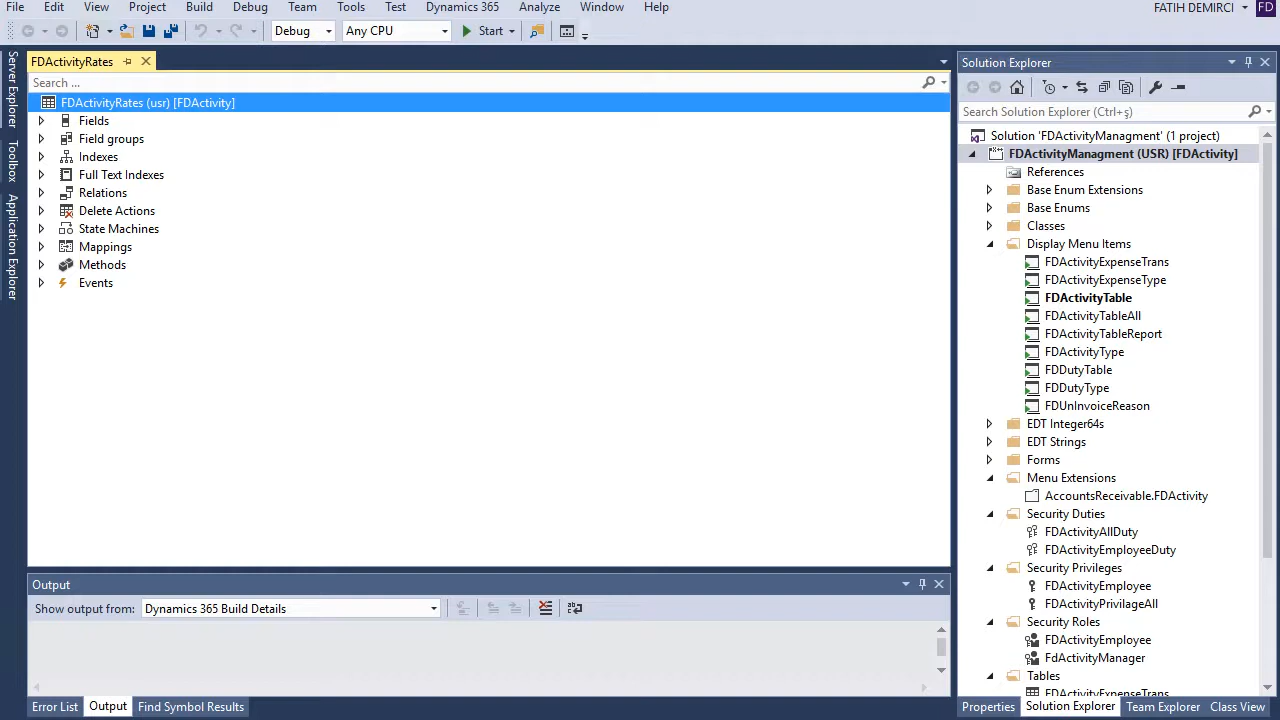 File Edit View Project Build Debug Team Tools Test Dynamics 365 Analyze Window Help FATIH DEMIRCI FD
Debug Any CPU Start
FDActivityRates
Search ...
FDActivityRates (usr) [FDActivity]
Fields
Field groups
Indexes
Full Text Indexes
Relations
Delete Actions
State Machines
Mappings
Methods
Events
Server Explorer
Toolbox
Application Explorer
Output
Show output from: Dynamics 365 Build Details
Error List Output Find Symbol Results
Solution Explorer
Search Solution Explorer (Ctrl+ş)
Solution 'FDActivityManagment' (1 project)
FDActivityManagment (USR) [FDActivity]
References
Base Enum Extensions
Base Enums
Classes
Display Menu Items
FDActivityExpenseTrans
FDActivityExpenseType
FDActivityTable
FDActivityTableAll
FDActivityTableReport
FDActivityType
FDDutyTable
FDDutyType
FDUnInvoiceReason
EDT Integer64s
EDT Strings
Forms
Menu Extensions
AccountsReceivable.FDActivity
Security Duties
FDActivityAllDuty
FDActivityEmployeeDuty
Security Privileges
FDActivityEmployee
FDActivityPrivilageAll
Security Roles
FDActivityEmployee
FdActivityManager
Tables
FDActivityExpenseTrans
Properties Solution Explorer Team Explorer Class View